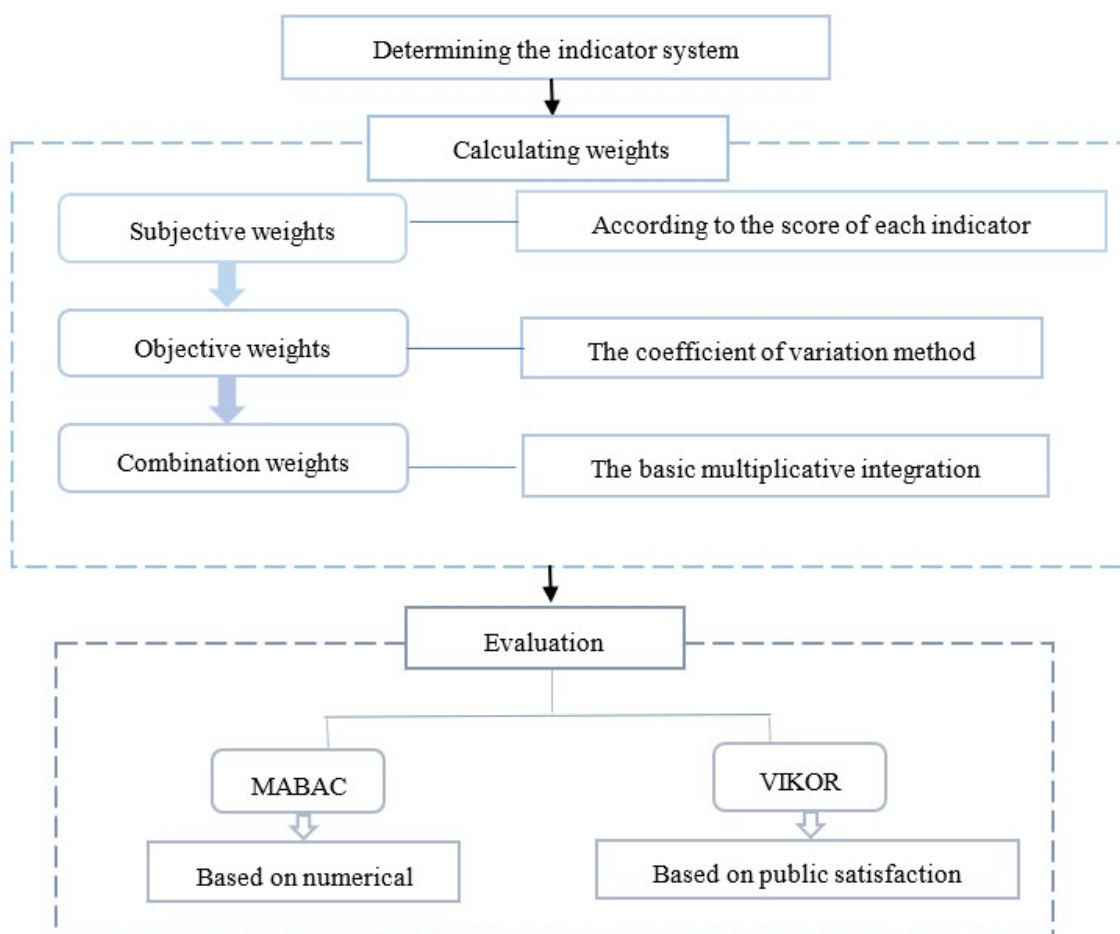 Determining the indicator system
Calculating weights
Subjective weights
According to the score of each indicator
Objective weights
The coefficient of variation method
Combination weights
The basic multiplicative integration
Evaluation
MABAC
VIKOR
Based on numerical
Based on public satisfaction